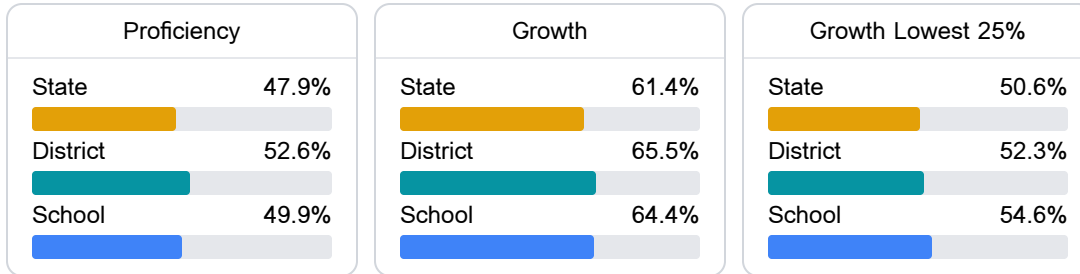 Proficiency
State 47.9%
District 52.6%
School 49.9%
Growth
State 61.4%
District 65.5%
School 64.4%
Growth Lowest 25%
State 50.6%
District 52.3%
School 54.6%